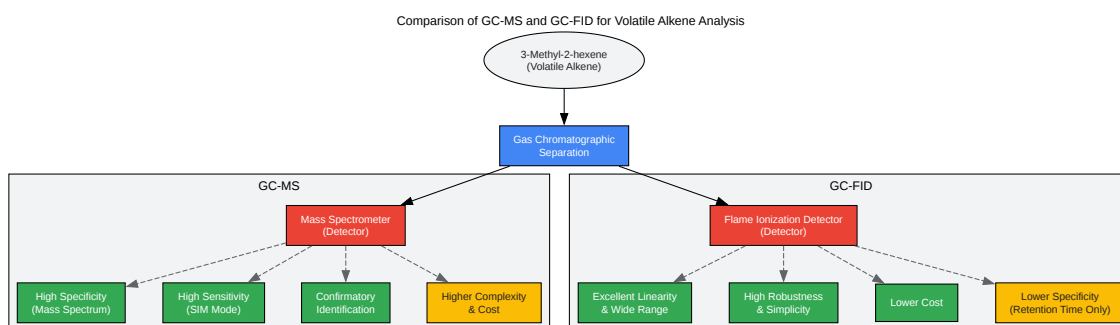 Comparison of GC-MS and GC-FID for Volatile Alkene Analysis
3-Methyl-2-hexene
(Volatile Alkene)
Gas Chromatographic
Separation
GC-MS
Mass Spectrometer
(Detector)
High Specificity
(Mass Spectrum)
High Sensitivity
(SIM Mode)
Confirmatory
Identification
Higher Complexity
& Cost
GC-FID
Flame Ionization Detector
(Detector)
Excellent Linearity
& Wide Range
High Robustness
& Simplicity
Lower Cost
Lower Specificity
(Retention Time Only)